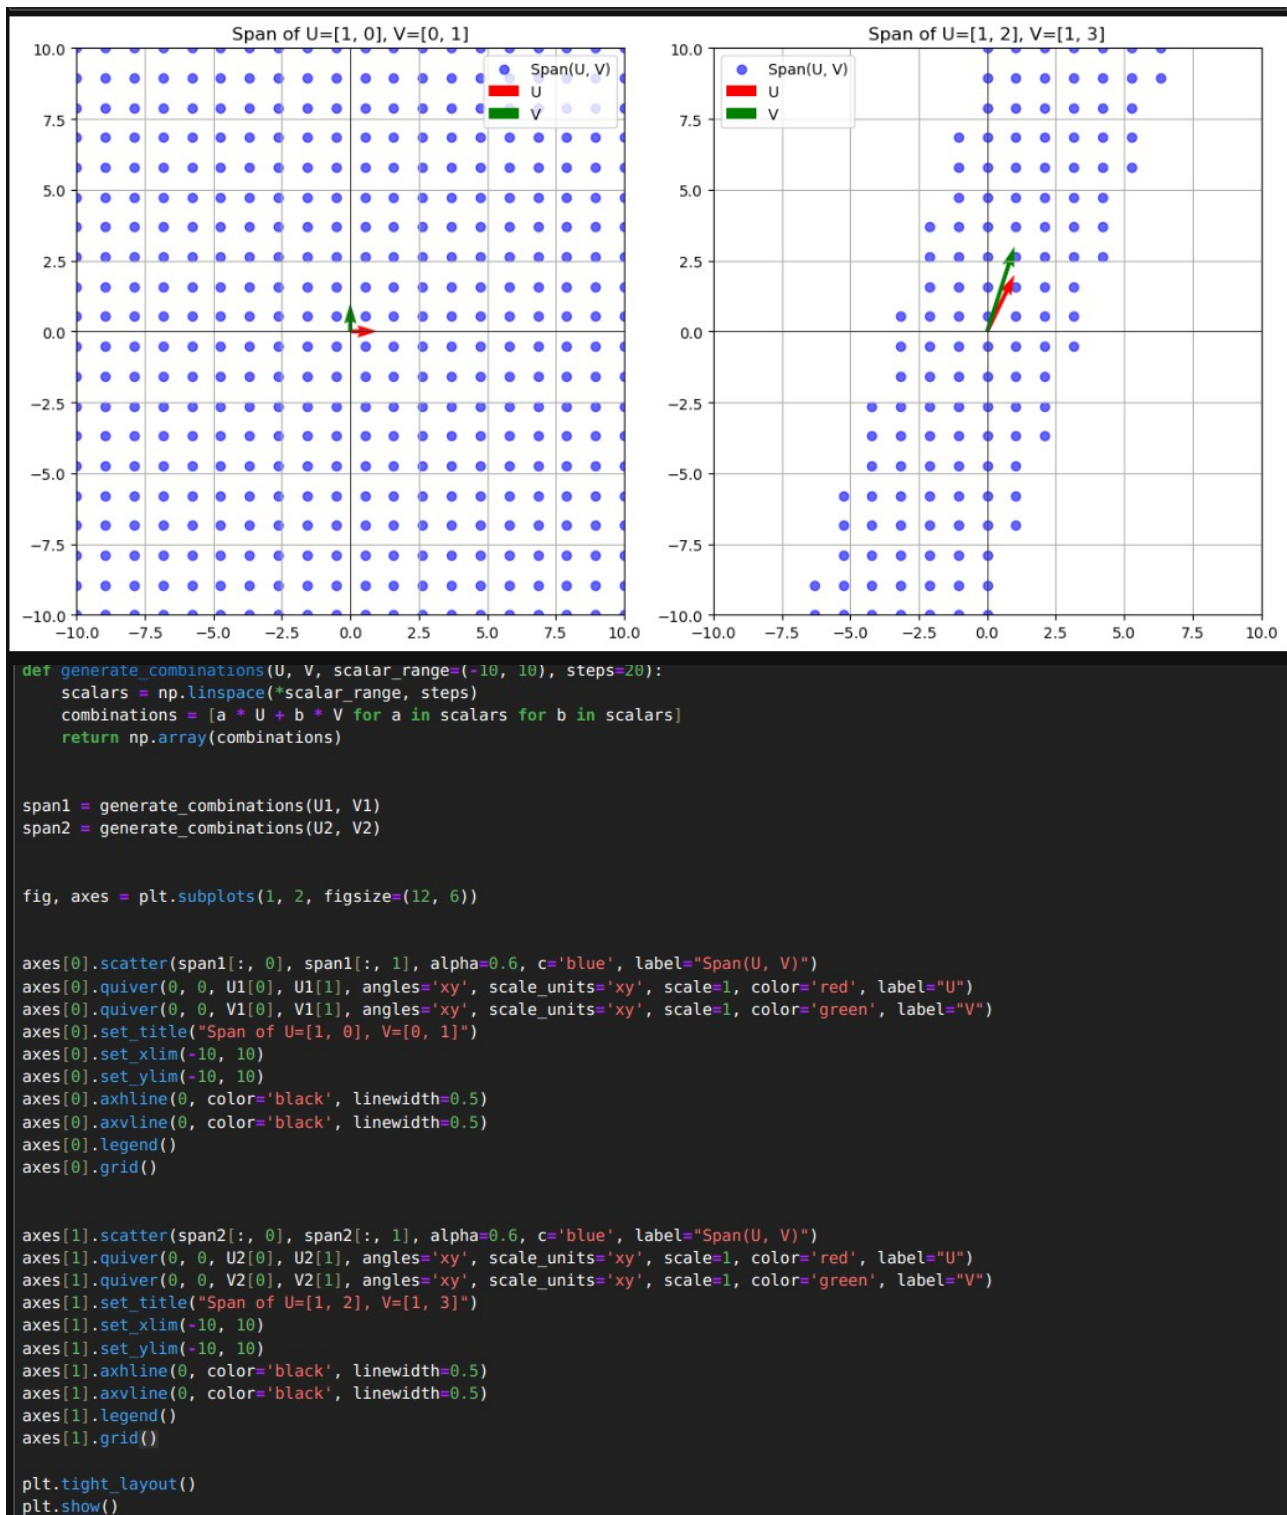 Span of U=[1, 0], V=[0, 1]
10.0
7.5
5.0
2.5
0.0
−2.5
−5.0
−7.5
−10.0
−10.0 −7.5 −5.0 −2.5 0.0 2.5 5.0 7.5 10.0
Span(U, V)
U
V
Span of U=[1, 2], V=[1, 3]
10.0
7.5
5.0
2.5
0.0
−2.5
−5.0
−7.5
−10.0
−10.0 −7.5 −5.0 −2.5 0.0 2.5 5.0 7.5 10.0
Span(U, V)
U
V
def generate_combinations(U, V, scalar_range=(-10, 10), steps=20):
    scalars = np.linspace(*scalar_range, steps)
    combinations = [a * U + b * V for a in scalars for b in scalars]
    return np.array(combinations)
span1 = generate_combinations(U1, V1)
span2 = generate_combinations(U2, V2)
fig, axes = plt.subplots(1, 2, figsize=(12, 6))
axes[0].scatter(span1[:, 0], span1[:, 1], alpha=0.6, c='blue', label="Span(U, V)")
axes[0].quiver(0, 0, U1[0], U1[1], angles='xy', scale_units='xy', scale=1, color='red', label="U")
axes[0].quiver(0, 0, V1[0], V1[1], angles='xy', scale_units='xy', scale=1, color='green', label="V")
axes[0].set_title("Span of U=[1, 0], V=[0, 1]")
axes[0].set_xlim(-10, 10)
axes[0].set_ylim(-10, 10)
axes[0].axhline(0, color='black', linewidth=0.5)
axes[0].axvline(0, color='black', linewidth=0.5)
axes[0].legend()
axes[0].grid()
axes[1].scatter(span2[:, 0], span2[:, 1], alpha=0.6, c='blue', label="Span(U, V)")
axes[1].quiver(0, 0, U2[0], U2[1], angles='xy', scale_units='xy', scale=1, color='red', label="U")
axes[1].quiver(0, 0, V2[0], V2[1], angles='xy', scale_units='xy', scale=1, color='green', label="V")
axes[1].set_title("Span of U=[1, 2], V=[1, 3]")
axes[1].set_xlim(-10, 10)
axes[1].set_ylim(-10, 10)
axes[1].axhline(0, color='black', linewidth=0.5)
axes[1].axvline(0, color='black', linewidth=0.5)
axes[1].legend()
axes[1].grid()
plt.tight_layout()
plt.show()